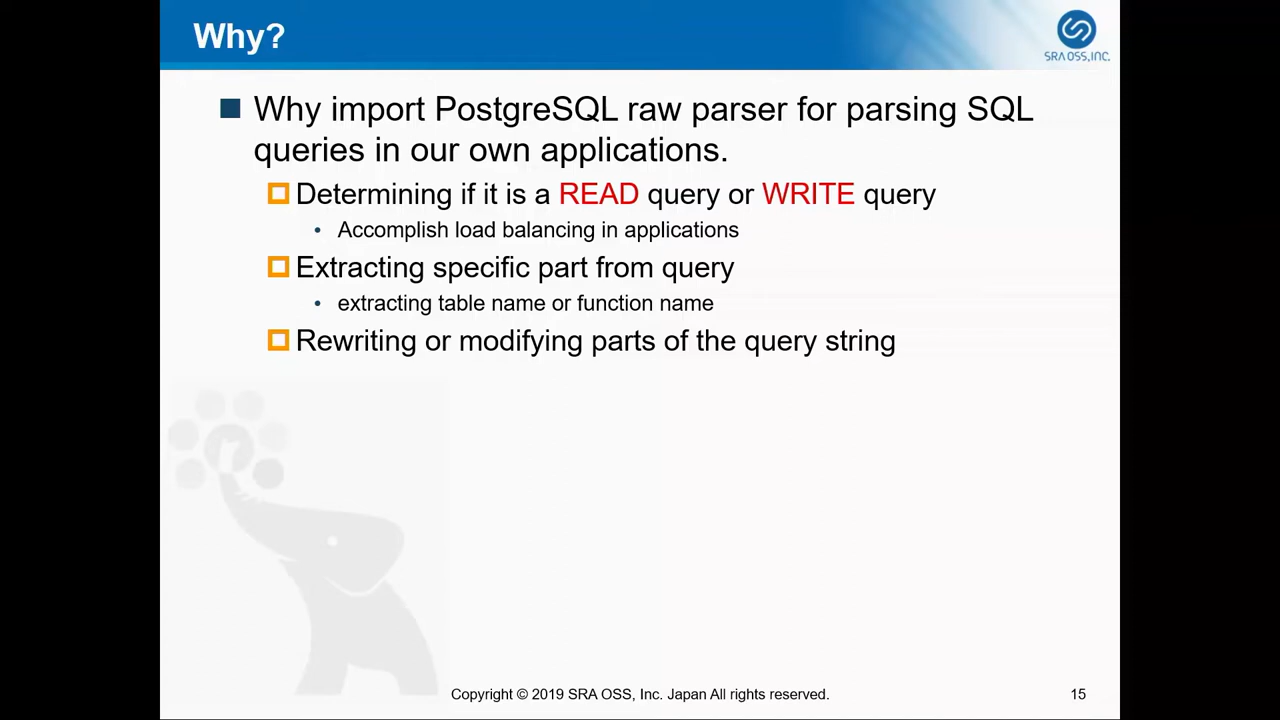 Why?
SRA OSS, INC.
Why import PostgreSQL raw parser for parsing SQL
queries in our own applications.
Determining if it is a READ query or WRITE query
• Accomplish load balancing in applications
Extracting specific part from query
• extracting table name or function name
Rewriting or modifying parts of the query string
Copyright © 2019 SRA OSS, Inc. Japan All rights reserved.
15